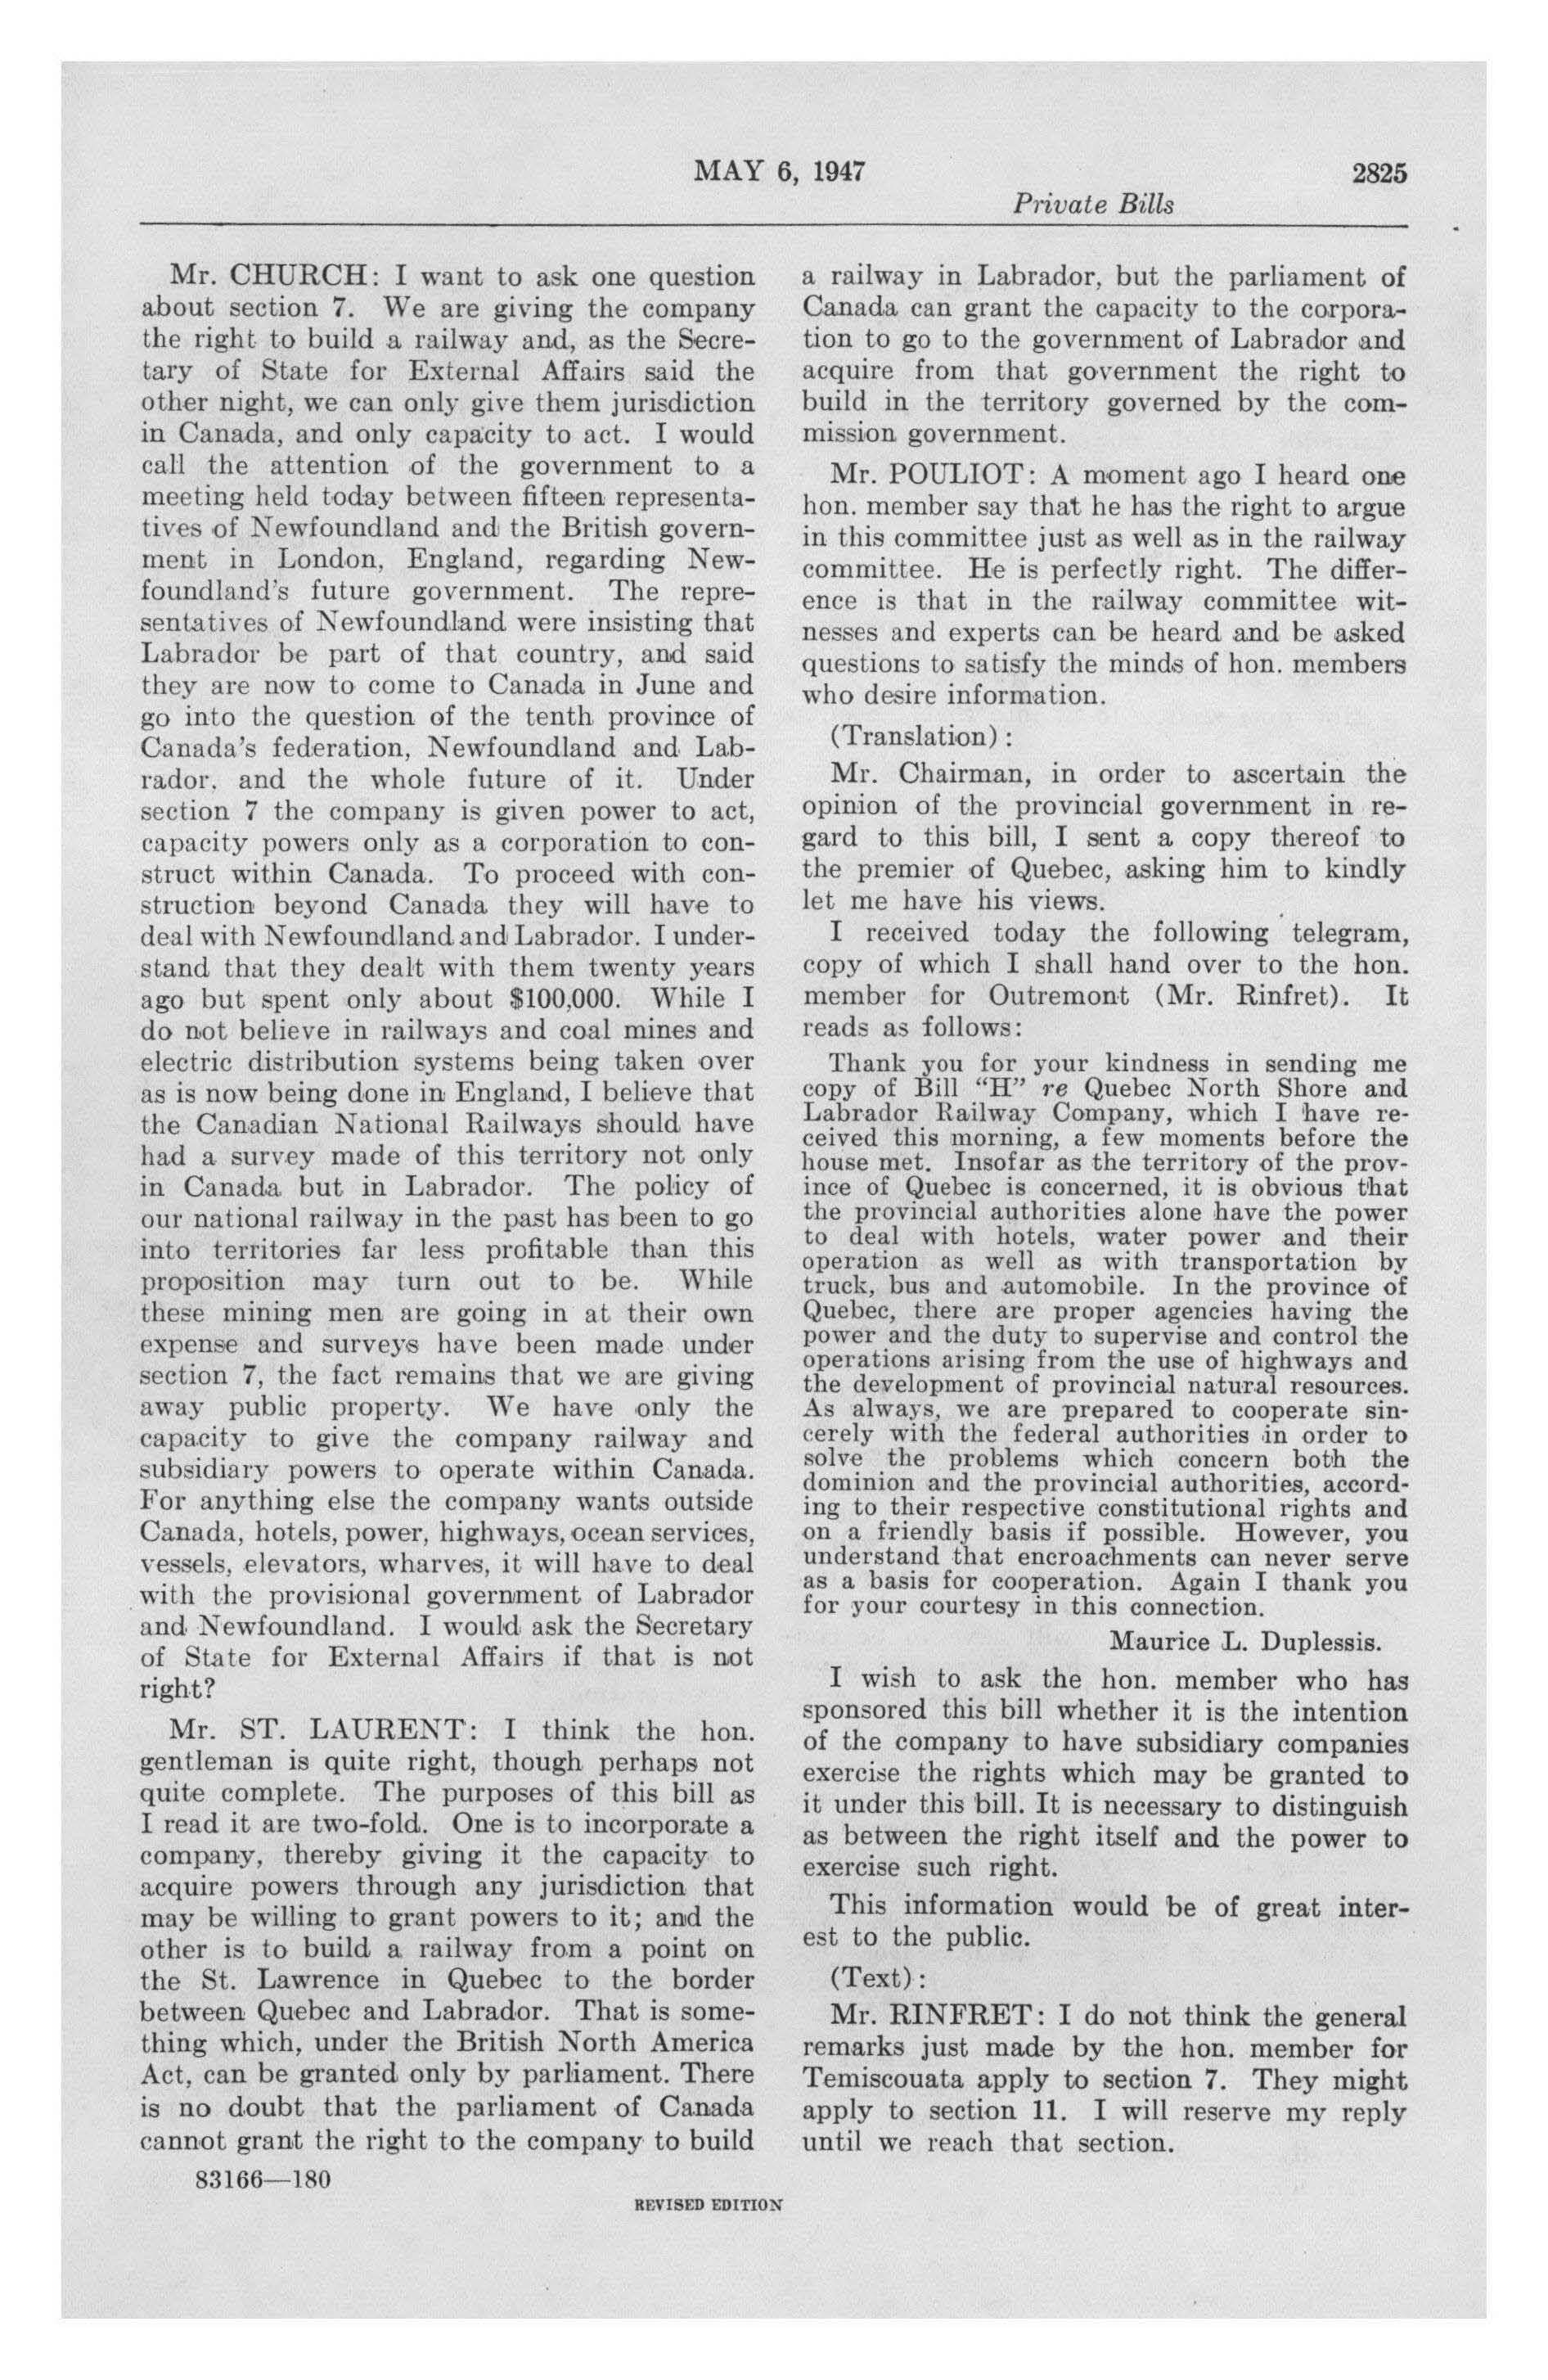 MAY 6, 1947
2825
Private Bills
Mr. CHURCH: I want to ask one question
about section 7. We are giving the company
the right to build a railway and, as the Secre-
tary of State for External Affairs said the
other night, we can only give them jurisdiction
in Canada, and only capacity to act. I would
call the attention of the government to a
meeting held today between fifteen representa-
tives of Newfoundland and the British govern-
ment in London, England, regarding New-
foundland's future government. The repre-
sentatives of Newfoundland were insisting that
Labrador be part of that country, and said
they are now to come to Canada in June and
go into the question of the tenth province of
Canada's federation, Newfoundland and Lab-
rador, and the whole future of it. Under
section 7 the company is given power to act,
capacity powers only as a corporation to con-
struct within Canada. To proceed with con-
struction beyond Canada they will have to
deal with Newfoundland and Labrador. I under-
stand that they dealt with them twenty years
ago but spent only about $100,000. While I
do not believe in railways and coal mines and
electric distribution systems being taken over
as is now being done in England, I believe that
the Canadian National Railways should have
had a survey made of this territory not only
in Canada but in Labrador. The policy of
our national railway in the past has been to go
into territories far less profitable than this
proposition may turn out to be. While
these mining men are going in at their own
expense and surveys have been made under
section 7, the fact remains that we are giving
away public property. We have only the
capacity to give the company railway and
subsidiary powers to operate within Canada.
For anything else the company wants outside
Canada, hotels, power, highways, ocean services,
vessels, elevators, wharves, it will have to deal
with the provisional government of Labrador
and Newfoundland. I would ask the Secretary
of State for External Affairs if that is not
right?
Mr. ST. LAURENT: I think the hon.
gentleman is quite right, though perhaps not
quite complete. The purposes of this bill as
I read it are two-fold. One is to incorporate a
company, thereby giving it the capacity to
acquire powers through any jurisdiction that
may be willing to grant powers to it; and the
other is to build a railway from a point on
the St. Lawrence in Quebec to the border
between Quebec and Labrador. That is some-
thing which, under the British North America
Act, can be granted only by parliament. There
is no doubt that the parliament of Canada
cannot grant the right to the company to build
a railway in Labrador, but the parliament of
Canada can grant the capacity to the corpora-
tion to go to the government of Labrador and
acquire from that government the right to
build in the territory governed by the com-
mission government.
Mr. POULIOT: A moment ago I heard one
hon. member say that he has the right to argue
in this committee just as well as in the railway
committee. He is perfectly right. The differ-
ence is that in the railway committee wit-
nesses and experts can be heard and be asked
questions to satisfy the minds of hon. members
who desire information.
(Translation):
Mr. Chairman, in order to ascertain the
opinion of the provincial government in re-
gard to this bill, I sent a copy thereof to
the premier of Quebec, asking him to kindly
let me have his views.
I received today the following telegram,
copy of which I shall hand over to the hon.
member for Outremont (Mr. Rinfret). It
reads as follows:
Thank you for your kindness in sending me
copy of Bill "H" re Quebec North Shore and
Labrador Railway Company, which I have re-
ceived this morning, a few moments before the
house met. Insofar as the territory of the prov-
ince of Quebec is concerned, it is obvious that
the provincial authorities alone have the power
to deal with hotels, water power and their
operation as well as with transportation by
truck, bus and automobile. In the province of
Quebec, there are proper agencies having the
power and the duty to supervise and control the
operations arising from the use of highways and
the development of provincial natural resources.
As always, we are prepared to cooperate sin-
cerely with the federal authorities in order to
solve the problems which concern both the
dominion and the provincial authorities, accord-
ing to their respective constitutional rights and
on a friendly basis if possible. However, you
understand that encroachments can never serve
as a basis for cooperation. Again I thank you
for your courtesy in this connection.
Maurice L. Duplessis.
I wish to ask the hon. member who has
sponsored this bill whether it is the intention
of the company to have subsidiary companies
exercise the rights which may be granted to
it under this bill. It is necessary to distinguish
as between the right itself and the power to
exercise such right.
This information would be of great inter-
est to the public.
(Text):
Mr. RINFRET: I do not think the general
remarks just made by the hon. member for
Temiscouata apply to section 7. They might
apply to section 11. I will reserve my reply
until we reach that section.
83166—180
REVISED EDITION